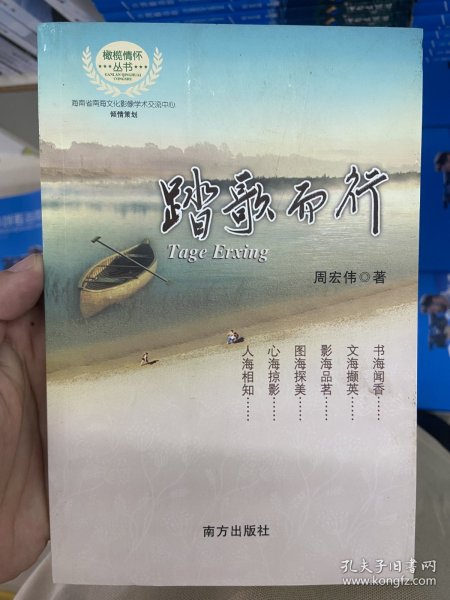 橄榄情怀
丛书
GANLAN QINGHUAI
CONGSHU
海南省南海文化影像学术交流中心
倾情策划
踏歌而行
Tage Erxing
周宏伟◎著
书海闻香……
文海撷英……
影海品茗……
图海探美……
心海掠影……
人海相知……
南方出版社
孔夫子旧书网
www.kongfz.com